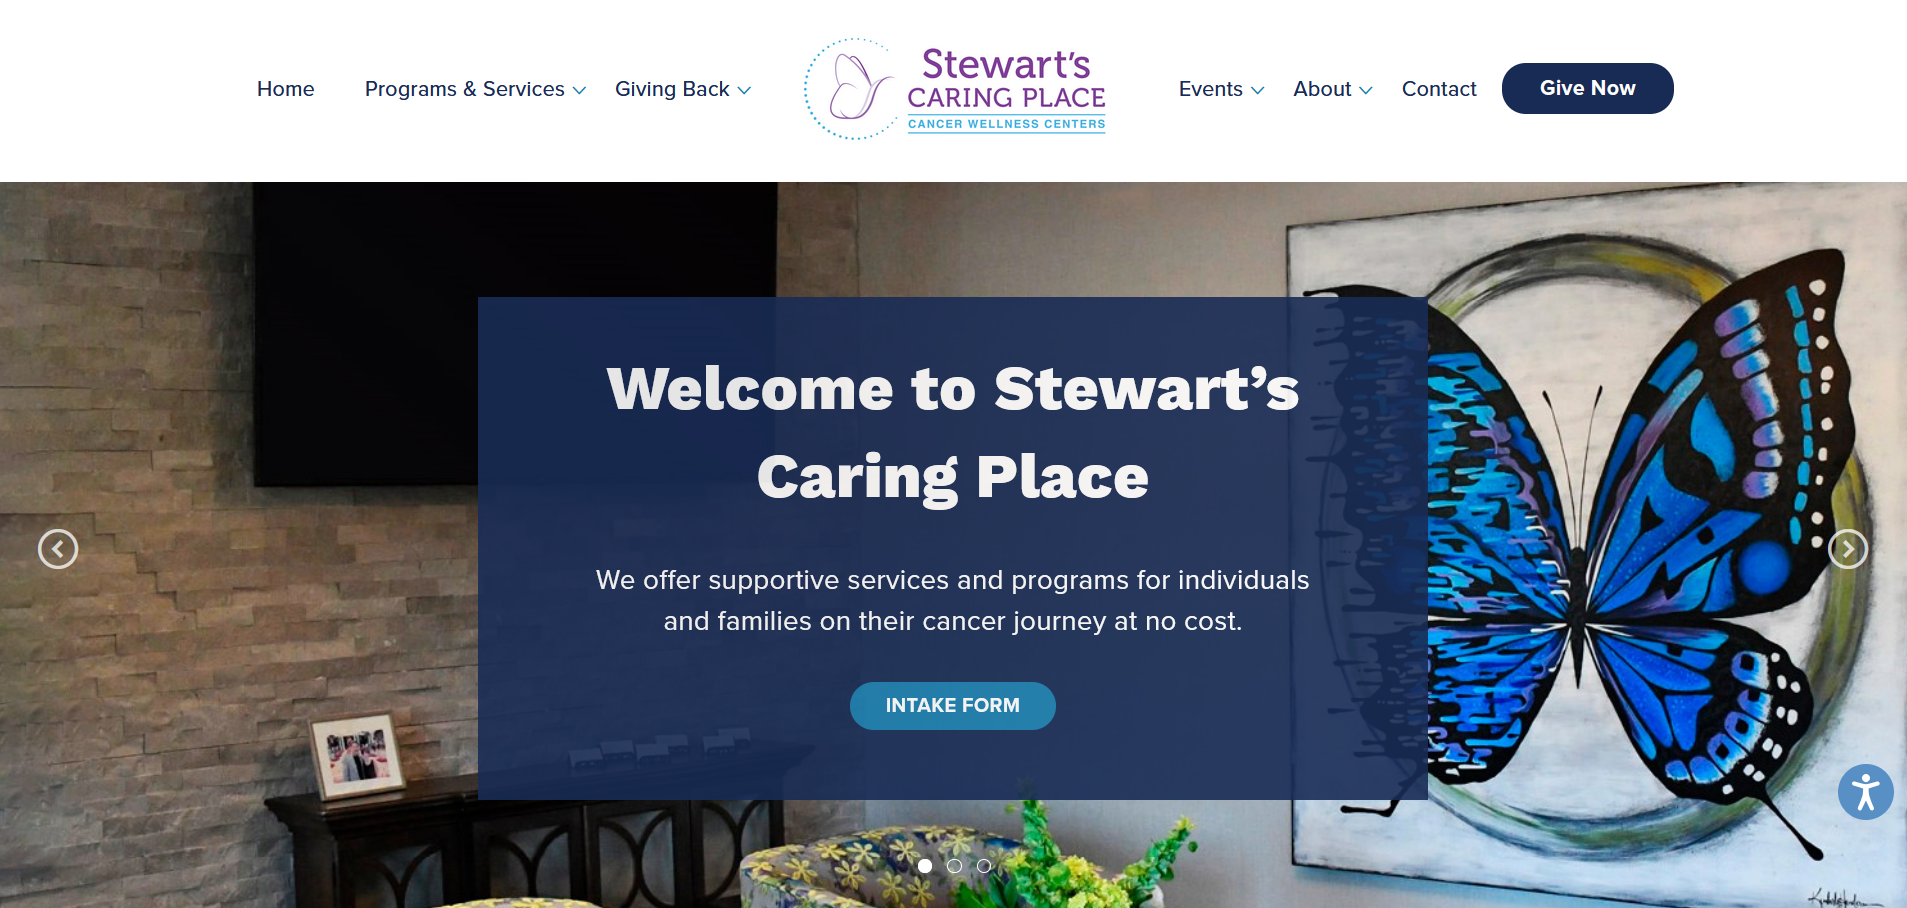 Home
Programs & Services
Giving Back
Stewart's
CARING PLACE
CANCER WELLNESS CENTERS
Events
About
Contact
Give Now
Welcome to Stewart’s
Caring Place
We offer supportive services and programs for individuals
and families on their cancer journey at no cost.
INTAKE FORM